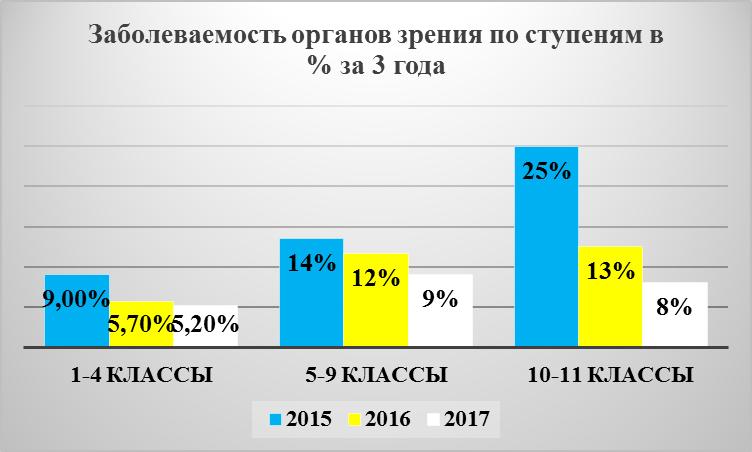 Заболеваемость органов зрения по ступеням в
% за 3 года
9,00%
5,70%
5,20%
14%
12%
9%
25%
13%
8%
1-4 КЛАССЫ
5-9 КЛАССЫ
10-11 КЛАССЫ
2015 2016 2017